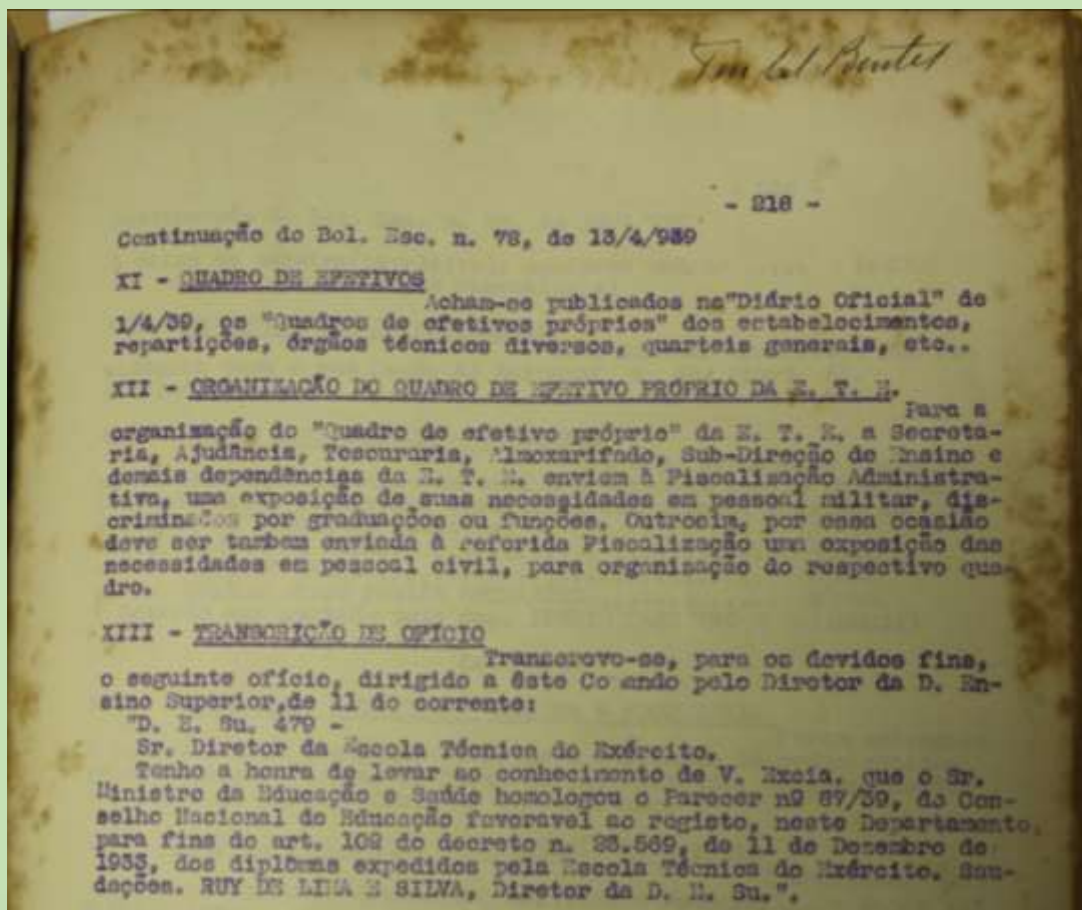 - 218 -
Continuação do Bol. Esc. n. 78, de 13/4/939
XI - QUADRO DE EFETIVOS
Acham-se publicados no "Diário Oficial" de
1/4/39, os "Quadros de efetivos próprios" dos estabelecimentos,
repartições, órgãos técnicos diversos, quarteis generais, etc..
XII - ORGANIZAÇÃO DO QUADRO DE EFETIVO PRÓPRIO DA E. T. E.
Para a
organização do "Quadro de efetivo próprio" da E. T. E. a Secreta-
ria, Ajudância, Tesouraria, Almoxarifado, Sub-Direção de Ensino e
demais dependências da E. T. E. enviem à Fiscalização Administra-
tiva, uma exposição de suas necessidades em pessoal militar, dis-
criminados por graduações ou funções. Outrosim, por essa ocasião
deve ser tambem enviada à referida Fiscalização uma exposição das
necessidades em pessoal civil, para organização do respectivo qua-
dro.
XIII - TRANSCRIÇÃO DE OFÍCIO
Transcrevo-se, para os devidos fins,
o seguinte ofício, dirigido a êste Comando pelo Diretor da D. En-
sino Superior,de 11 do corrente:
"D. E. Su. 479 -
Sr. Diretor da Escola Técnica do Exército.
Tenho a honra de levar ao conhecimento de V. Excia. que o Sr.
Ministro da Educação e Saúde homologou o Parecer nº 87/39, do Con-
selho Nacional de Educação favoravel ao registo, neste Departamento,
para fins do art. 102 do decreto n. 23.569, de 11 de Dezembro de
1933, dos diplômas expedidos pela Escola Técnica do Exército. Sau-
dações. RUY DE LIMA E SILVA, Diretor da D. E. Su.".